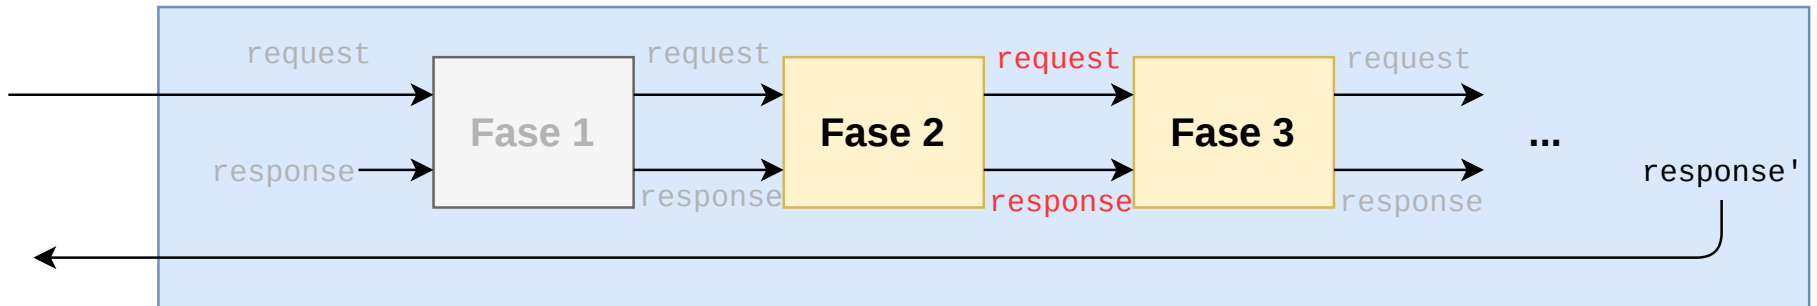 request
request
request
request
Fase 1
Fase 2
Fase 3
...
response
response
response
response
response'